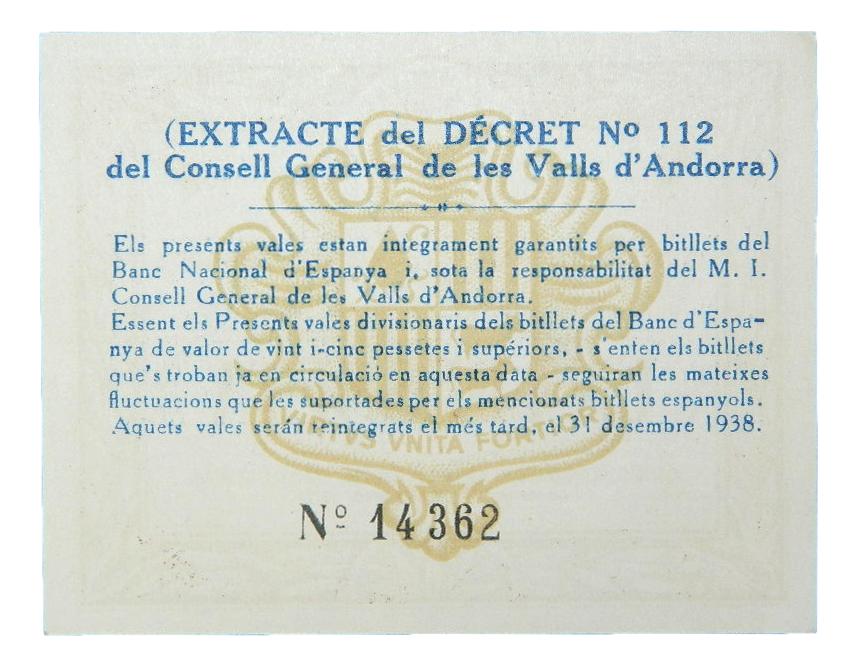 (EXTRACTE del DÉCRET Nº 112
del Consell General de les Valls d'Andorra)
Els presents vales estan integrament garantits per bitllets del
Banc Nacional d'Espanya i, sota la responsabilitat del M. I.
Consell General de les Valls d'Andorra.
Essent els Presents vales divisionaris dels bitllets del Banc d'Espa-
nya de valor de vint i-cinc pessetes i supériors, - s'enten els bitllets
que's troban ja en circulació en aquesta data - seguiran les mateixes
fluctuacions que les suportades per els mencionats bitllets espanyols.
Aquets vales serán reintegrats el més tard, el 31 desembre 1938.
VIRTVS VNITA FORTIOR
Nº 14362